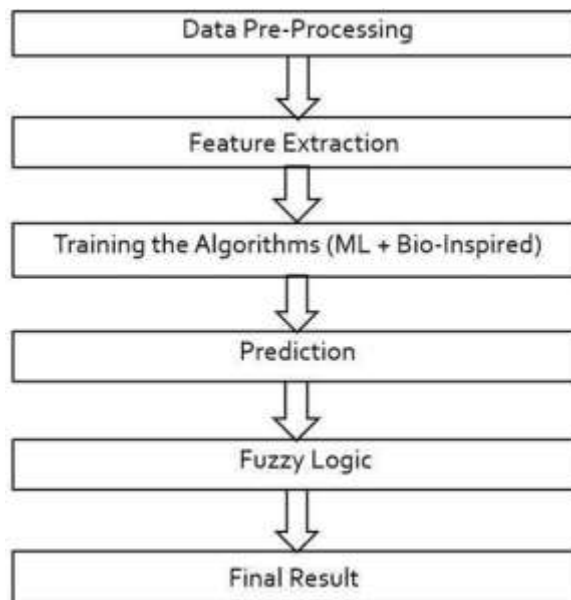 Data Pre-Processing
Feature Extraction
Training the Algorithms (ML + Bio-Inspired)
Prediction
Fuzzy Logic
Final Result